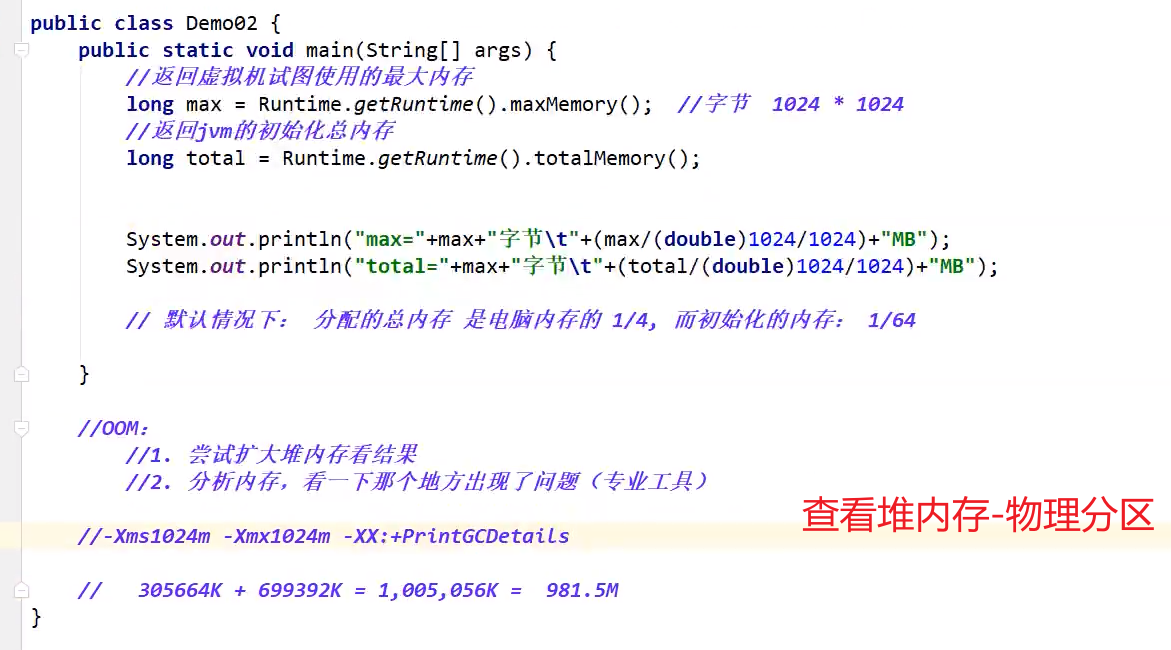 public class Demo02 {
public static void main(String[] args) {
//返回虚拟机试图使用的最大内存
long max = Runtime.getRuntime().maxMemory();  //字节  1024 * 1024
//返回jvm的初始化总内存
long total = Runtime.getRuntime().totalMemory();
System.out.println("max="+max+"字节\t"+(max/(double)1024/1024)+"MB");
System.out.println("total="+max+"字节\t"+(total/(double)1024/1024)+"MB");
// 默认情况下： 分配的总内存 是电脑内存的 1/4, 而初始化的内存： 1/64
}
//OOM：
//1. 尝试扩大堆内存看结果
//2. 分析内存，看一下那个地方出现了问题（专业工具）
查看堆内存-物理分区
//-Xms1024m -Xmx1024m -XX:+PrintGCDetails
//   305664K + 699392K = 1,005,056K =  981.5M
}